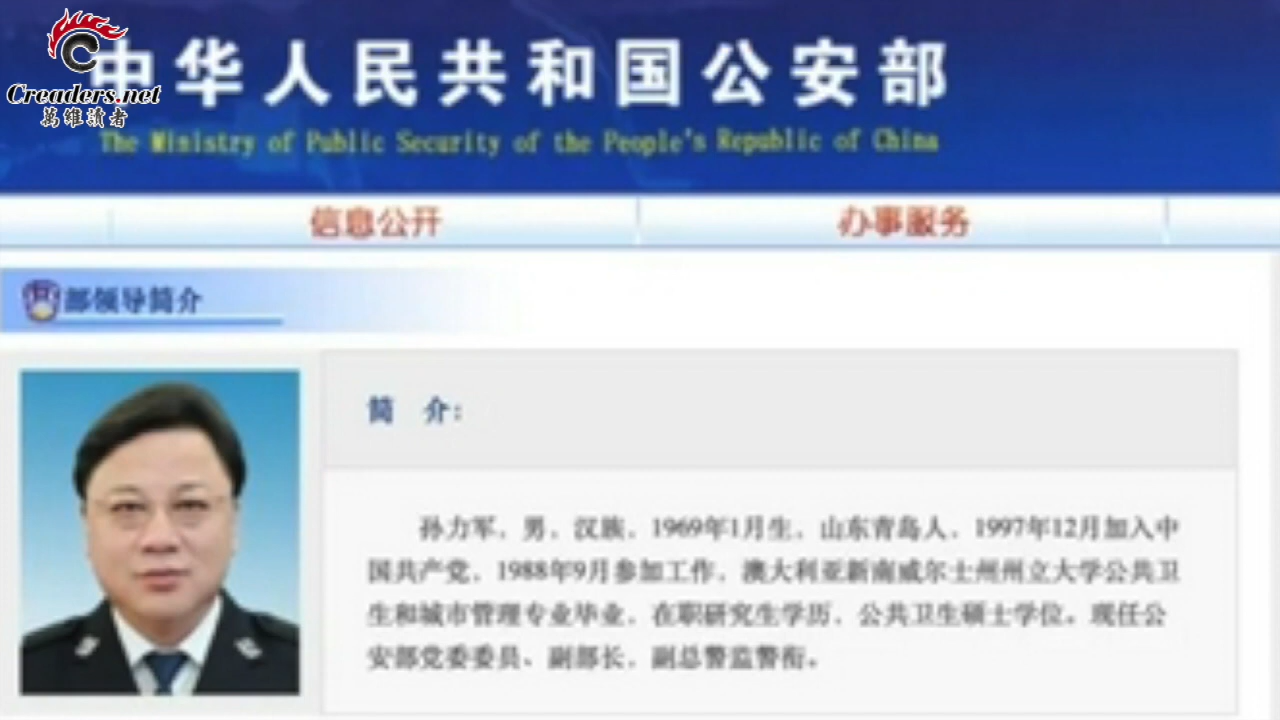 中华人民共和国公安部
Creaders.net
萬維讀者
The Ministry of Public Security of the People's Republic of China
信息公开
办事服务
部领导简介
简 介：
孙力军，男，汉族，1969年1月生，山东青岛人，1997年12月加入中
国共产党，1988年9月参加工作，澳大利亚新南威尔士州州立大学公共卫
生和城市管理专业毕业，在职研究生学历，公共卫生硕士学位。现任公
安部党委委员、副部长，副总警监警衔。